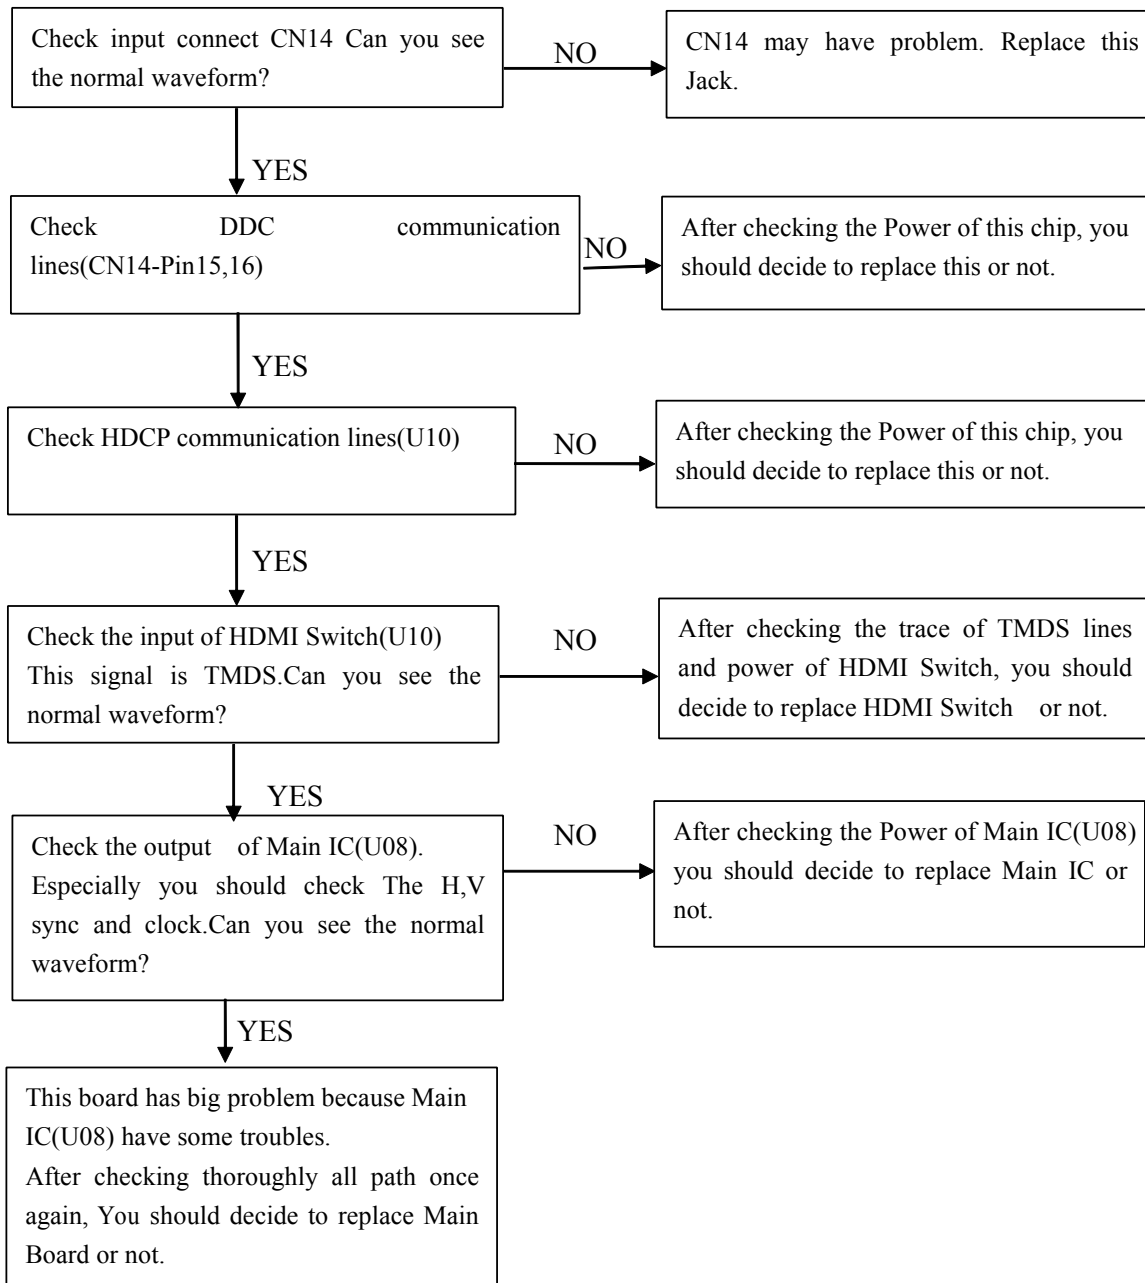 Check input connect CN14 Can you see
the normal waveform?
NO
CN14 may have problem. Replace this
Jack.
YES
Check DDC communication
lines(CN14-Pin15,16)
NO
After checking the Power of this chip, you
should decide to replace this or not.
YES
Check HDCP communication lines(U10)
NO
After checking the Power of this chip, you
should decide to replace this or not.
YES
Check the input of HDMI Switch(U10)
This signal is TMDS.Can you see the
normal waveform?
NO
After checking the trace of TMDS lines
and power of HDMI Switch, you should
decide to replace HDMI Switch or not.
YES
Check the output of Main IC(U08).
Especially you should check The H,V
sync and clock.Can you see the normal
waveform?
NO
After checking the Power of Main IC(U08)
you should decide to replace Main IC or
not.
YES
This board has big problem because Main
IC(U08) have some troubles.
After checking thoroughly all path once
again, You should decide to replace Main
Board or not.